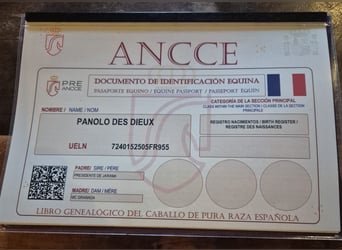 ANCCE
PRE
ANCCE
DOCUMENTO DE IDENTIFICACIÓN EQUINA
PASAPORTE EQUINO / EQUINE PASSPORT / PASSEPORT EQUIN
CATEGORÍA DE LA SECCIÓN PRINCIPAL
CLASS WITHIN THE MAIN SECTION / CLASSE DE LA SECTION PRINCIPALE
NOMBRE / NAME / NOM
PANOLO DES DIEUX
REGISTRO NACIMIENTOS / BIRTH REGISTER / REGISTRE DES NAISSANCES
UELN 7240152505FR955
PADRE/ SIRE / PÈRE
PRESIDENTE DE JARAMA
MADRE/ DAM / MÈRE
MC GRANADA
LIBRO GENEALÓGICO DEL CABALLO DE PURA RAZA ESPAÑOLA